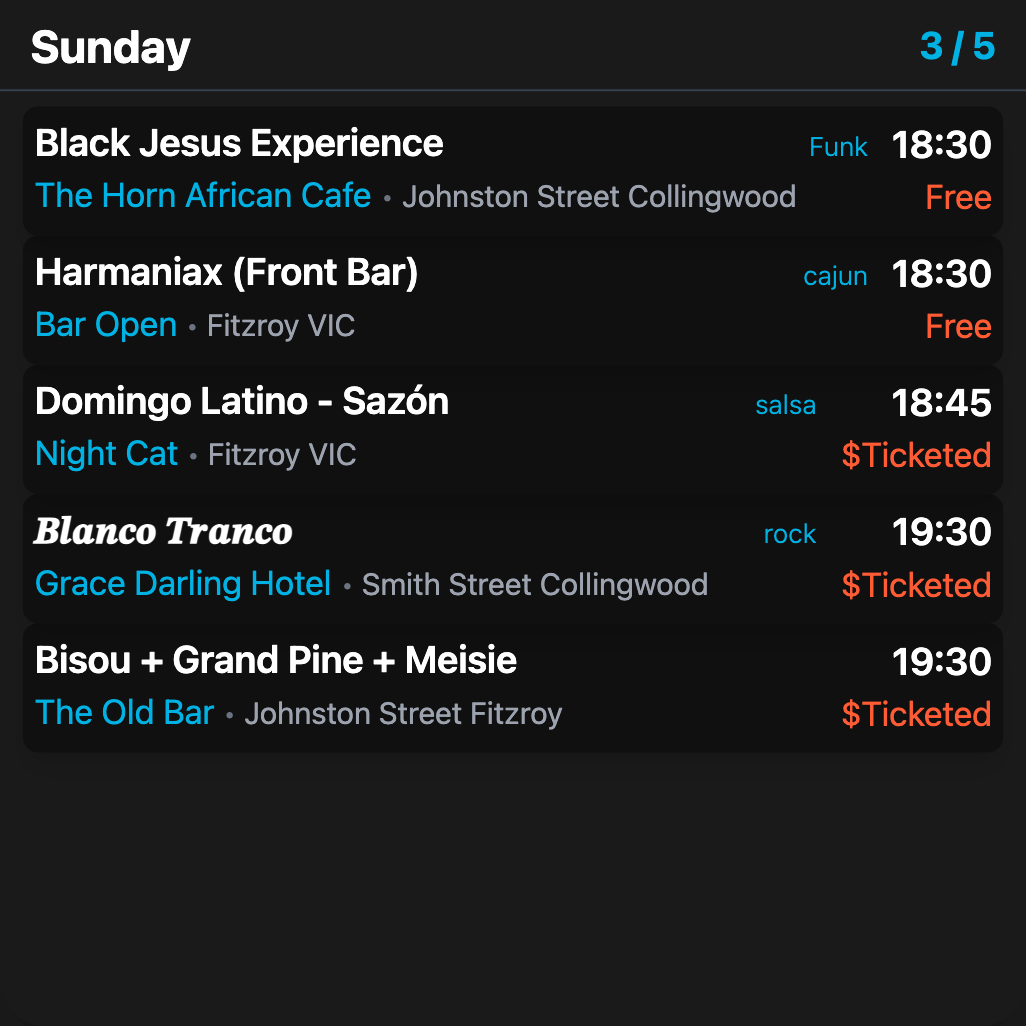 Sunday 3 / 5
Black Jesus Experience Funk 18:30
The Horn African Cafe • Johnston Street Collingwood Free
Harmaniax (Front Bar) cajun 18:30
Bar Open • Fitzroy VIC Free
Domingo Latino - Sazón salsa 18:45
Night Cat • Fitzroy VIC $Ticketed
𝑩𝒍𝒂𝒏𝒄𝒐 𝑻𝒓𝒂𝒏𝒄𝒐 rock 19:30
Grace Darling Hotel • Smith Street Collingwood $Ticketed
Bisou + Grand Pine + Meisie 19:30
The Old Bar • Johnston Street Fitzroy $Ticketed